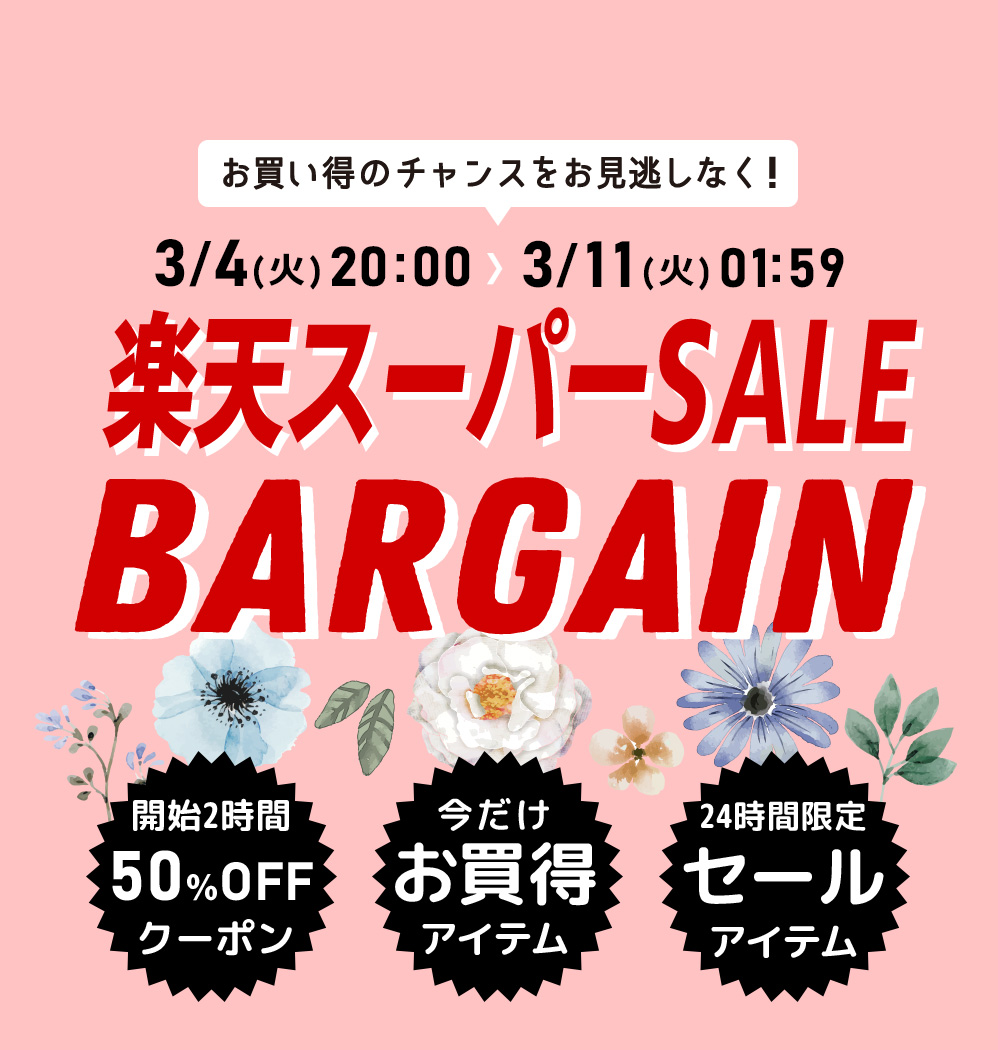 お買い得のチャンスをお見逃しなく!
3/4(火)20:00 › 3/11(火)01:59
楽天スーパーSALE
BARGAIN
開始2時間
50%OFF
クーポン
今だけ
お買得
アイテム
24時間限定
セール
アイテム